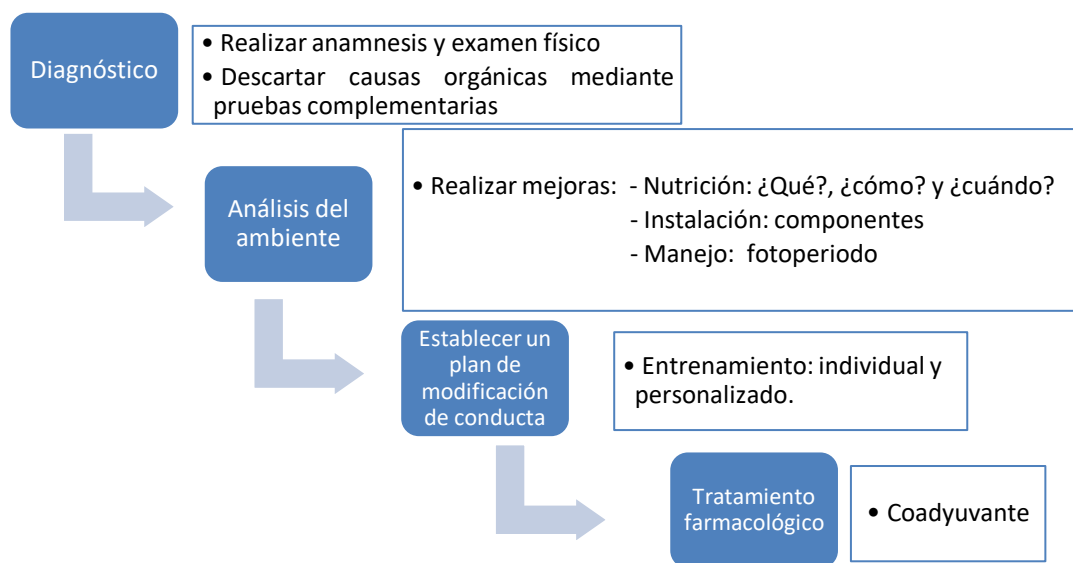 Diagnóstico
• Realizar anamnesis y examen físico
• Descartar causas orgánicas mediante
pruebas complementarias
Análisis del
ambiente
• Realizar mejoras: - Nutrición: ¿Qué?, ¿cómo? y ¿cuándo?
- Instalación: componentes
- Manejo: fotoperiodo
Establecer un
plan de
modificación
de conducta
• Entrenamiento: individual y
personalizado.
Tratamiento
farmacológico
• Coadyuvante